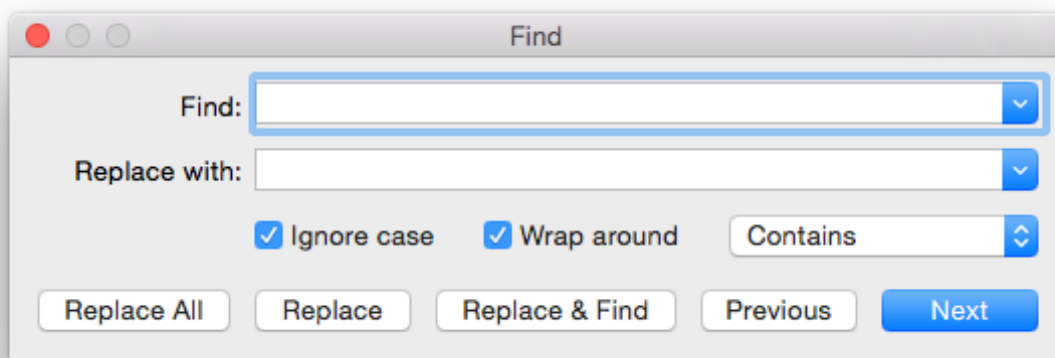 Find
Find:
Replace with:
Ignore case Wrap around Contains
Replace All Replace Replace & Find Previous Next